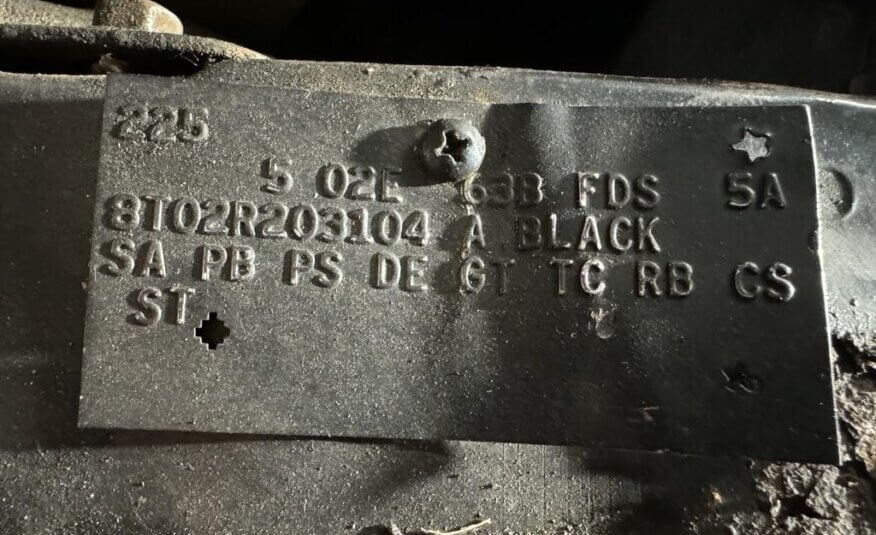 225
5 02E 63B FDS 5A
8T02R203104 A BLACK
SA PB PS DE GT TC RB CS
ST